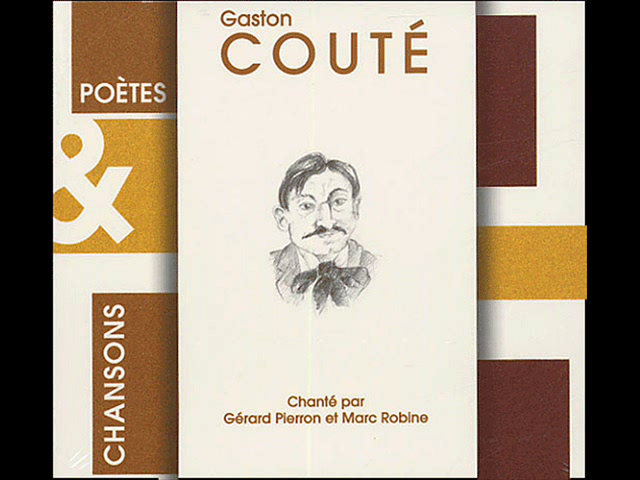 Gaston
COUTÉ
POÈTES
&
CHANSONS
Chanté par
Gérard Pierron et Marc Robine